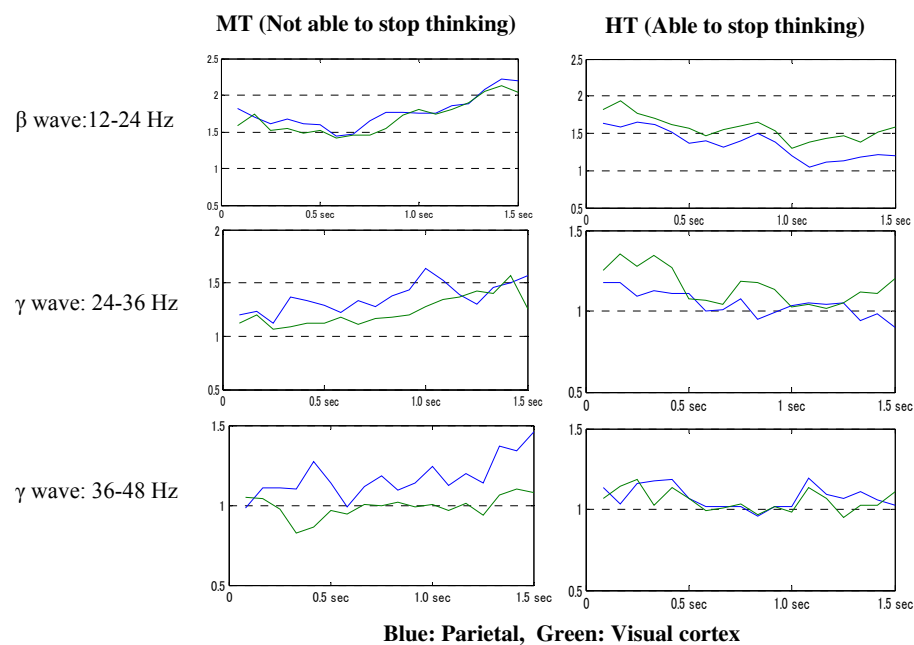 MT (Not able to stop thinking) HT (Able to stop thinking)
β wave:12-24 Hz
2.5
2
1.5
1
0.5
0 0.5 sec 1.0 sec 1.5 sec
2.5
2
1.5
1
0.5
0 0.5 sec 1.0 sec 1.5 sec
γ wave: 24-36 Hz
2
1.5
1
0.5
0 0.5 sec 1.0 sec 1.5 sec
1.5
1
0.5
0 0.5 sec 1 sec 1.5 sec
γ wave: 36-48 Hz
1.5
1
0.5
0 0.5 sec 1.0 sec 1.5 sec
1.5
1
0.5
0 0.5 sec 1.0 sec 1.5 sec
Blue: Parietal, Green: Visual cortex